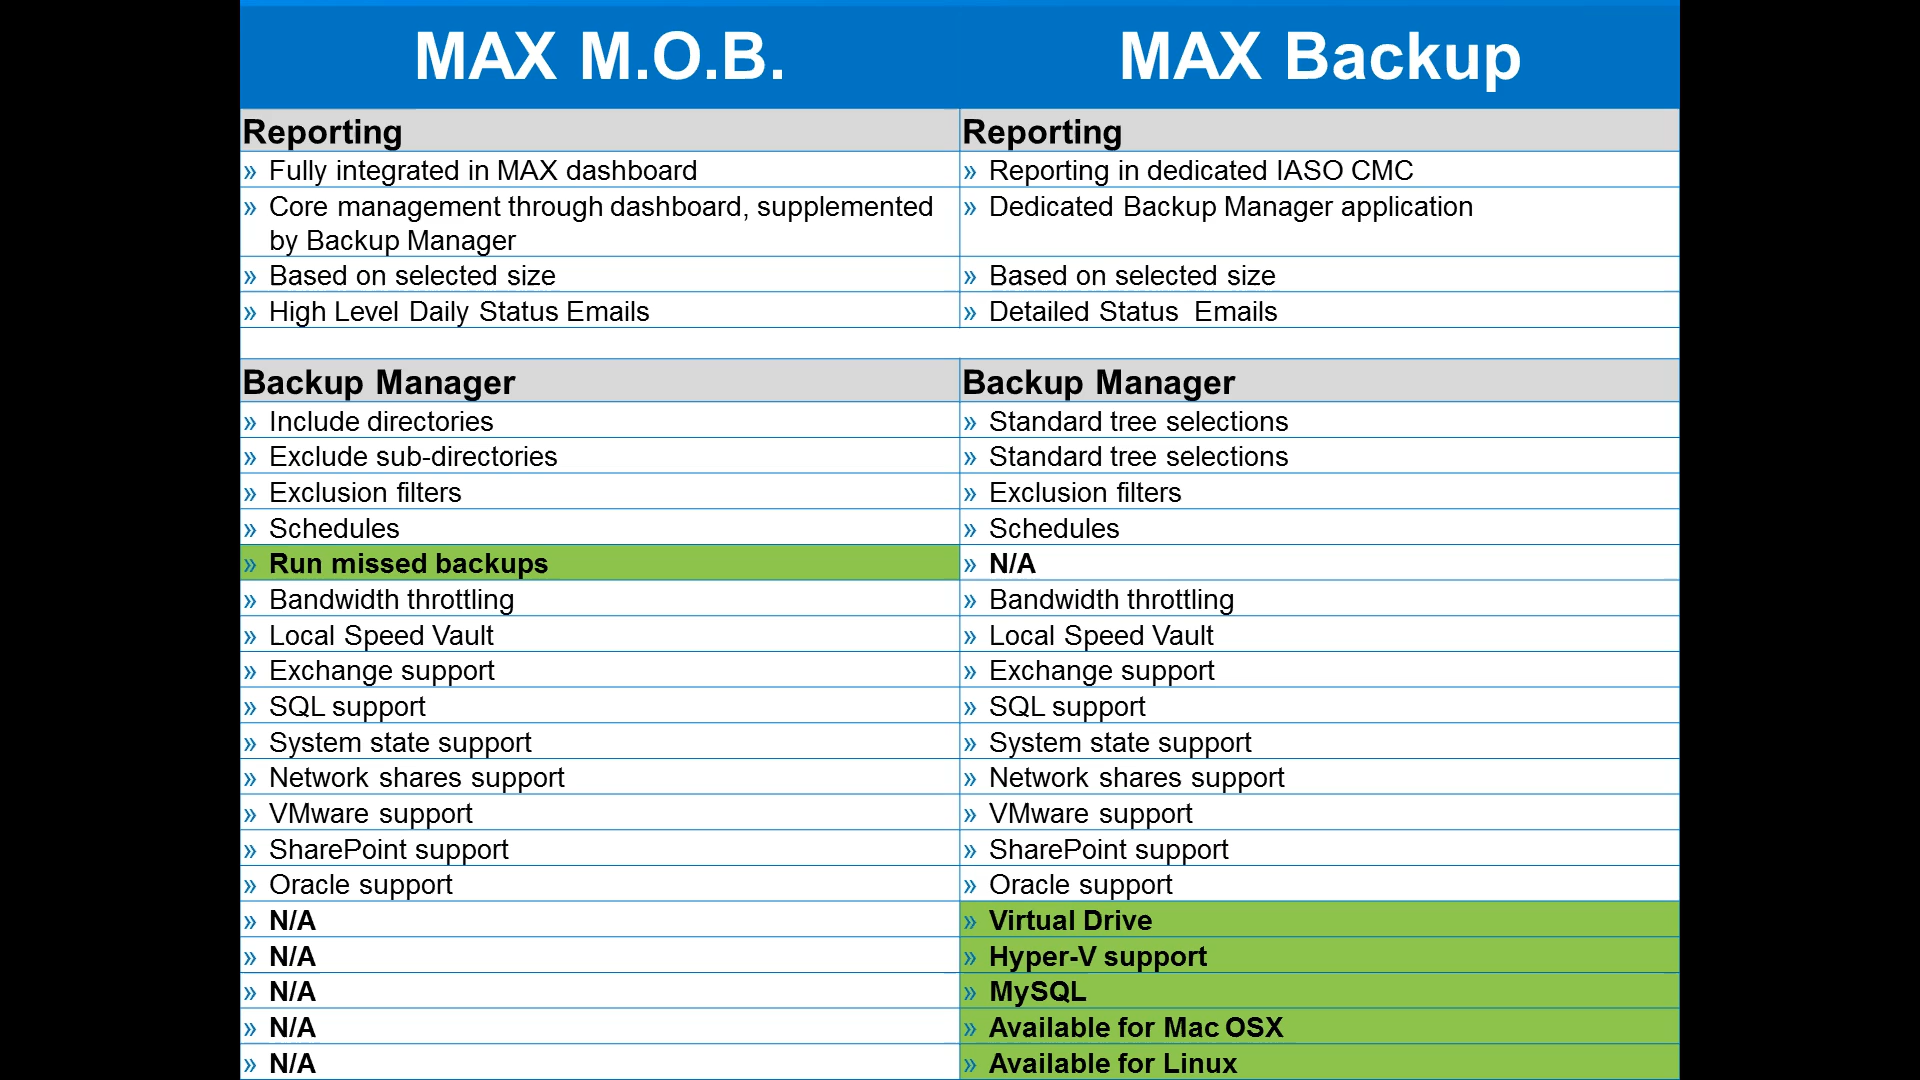 MAX M.O.B. MAX Backup
Reporting Reporting
» Fully integrated in MAX dashboard » Reporting in dedicated IASO CMC
» Core management through dashboard, supplemented » Dedicated Backup Manager application
by Backup Manager
» Based on selected size » Based on selected size
» High Level Daily Status Emails » Detailed Status  Emails
Backup Manager Backup Manager
» Include directories » Standard tree selections
» Exclude sub-directories » Standard tree selections
» Exclusion filters » Exclusion filters
» Schedules » Schedules
» Run missed backups » N/A
» Bandwidth throttling » Bandwidth throttling
» Local Speed Vault » Local Speed Vault
» Exchange support » Exchange support
» SQL support » SQL support
» System state support » System state support
» Network shares support » Network shares support
» VMware support » VMware support
» SharePoint support » SharePoint support
» Oracle support » Oracle support
» N/A » Virtual Drive
» N/A » Hyper-V support
» N/A » MySQL
» N/A » Available for Mac OSX
» N/A » Available for Linux